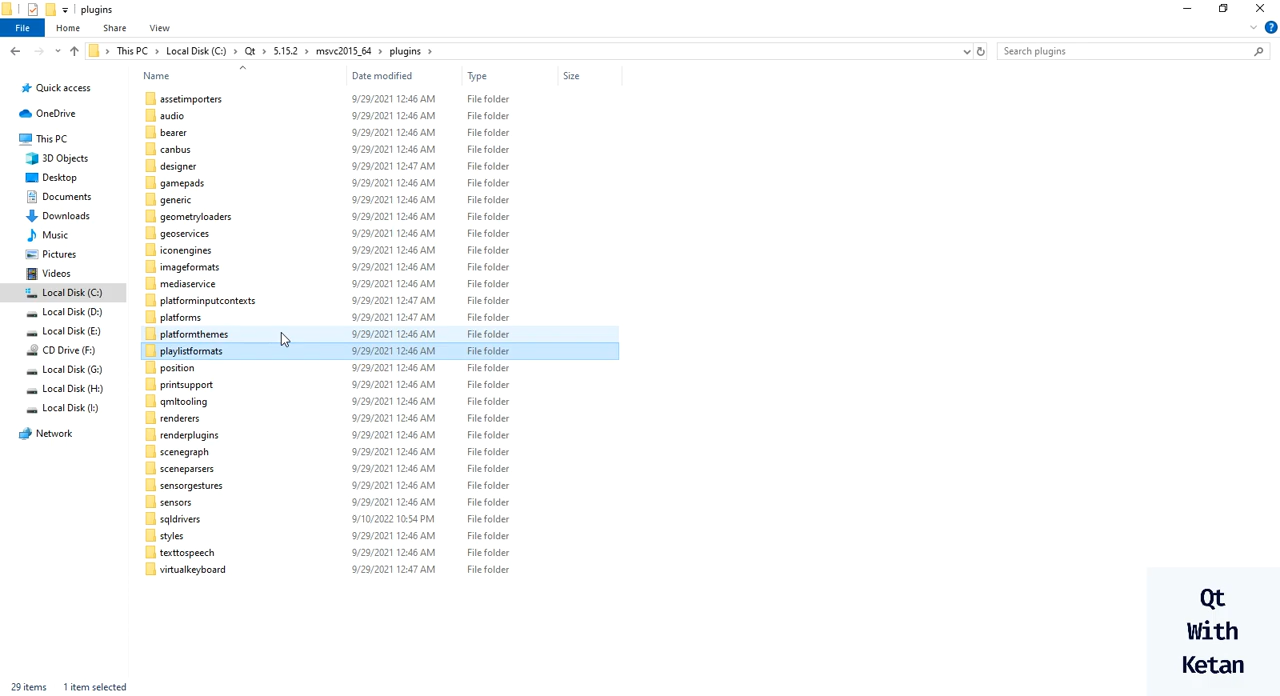 plugins
File Home Share View
This PC Local Disk (C:) Qt 5.15.2 msvc2015_64 plugins Search plugins
Name Date modified Type Size
Quick access
OneDrive
This PC
3D Objects
Desktop
Documents
Downloads
Music
Pictures
Videos
Local Disk (C:)
Local Disk (D:)
Local Disk (E:)
CD Drive (F:)
Local Disk (G:)
Local Disk (H:)
Local Disk (I:)
Network
assetimporters 9/29/2021 12:46 AM File folder
audio 9/29/2021 12:46 AM File folder
bearer 9/29/2021 12:46 AM File folder
canbus 9/29/2021 12:46 AM File folder
designer 9/29/2021 12:47 AM File folder
gamepads 9/29/2021 12:46 AM File folder
generic 9/29/2021 12:46 AM File folder
geometryloaders 9/29/2021 12:46 AM File folder
geoservices 9/29/2021 12:46 AM File folder
iconengines 9/29/2021 12:46 AM File folder
imageformats 9/29/2021 12:46 AM File folder
mediaservice 9/29/2021 12:46 AM File folder
platforminputcontexts 9/29/2021 12:47 AM File folder
platforms 9/29/2021 12:47 AM File folder
platformthemes 9/29/2021 12:46 AM File folder
playlistformats 9/29/2021 12:46 AM File folder
position 9/29/2021 12:46 AM File folder
printsupport 9/29/2021 12:46 AM File folder
qmltooling 9/29/2021 12:46 AM File folder
renderers 9/29/2021 12:46 AM File folder
renderplugins 9/29/2021 12:46 AM File folder
scenegraph 9/29/2021 12:46 AM File folder
sceneparsers 9/29/2021 12:46 AM File folder
sensorgestures 9/29/2021 12:46 AM File folder
sensors 9/29/2021 12:46 AM File folder
sqldrivers 9/10/2022 10:54 PM File folder
styles 9/29/2021 12:46 AM File folder
texttospeech 9/29/2021 12:46 AM File folder
virtualkeyboard 9/29/2021 12:47 AM File folder
29 items 1 item selected
Qt
With
Ketan